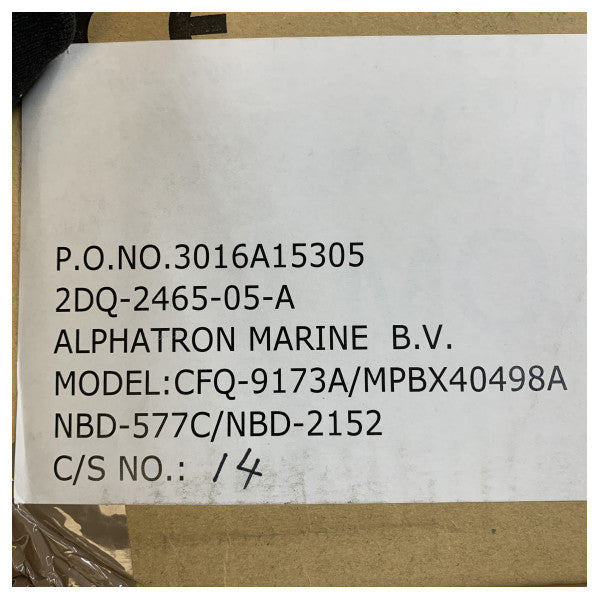 P.O.NO.3016A15305
2DQ-2465-05-A
ALPHATRON MARINE B.V.
MODEL:CFQ-9173A/MPBX40498A
NBD-577C/NBD-2152
C/S NO.: 14